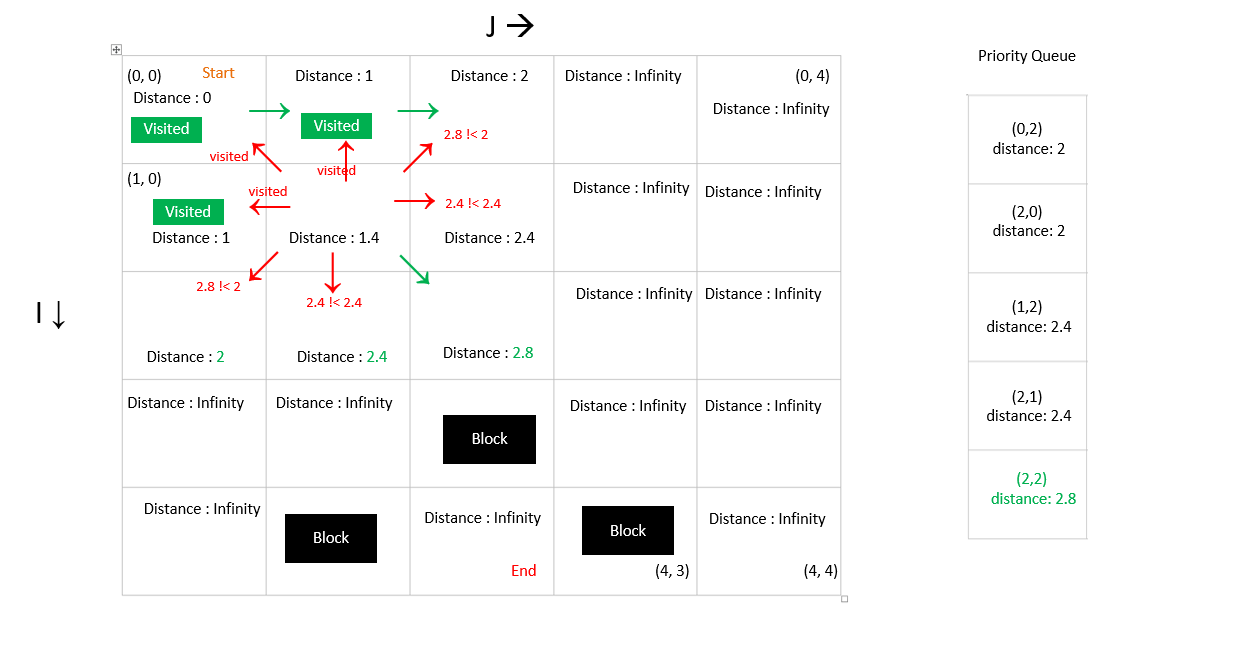 J →
Priority Queue
(0, 0) Start
Distance : 0
Visited
Distance : 1
Visited
Distance : 2
Distance : Infinity
(0, 4)
Distance : Infinity
visited
visited
2.8 !< 2
(1, 0)
visited
Visited
Distance : 1
Distance : 1.4
2.4 !< 2.4
Distance : 2.4
Distance : Infinity
Distance : Infinity
I ↓
2.8 !< 2
2.4 !< 2.4
Distance : 2
Distance : 2.4
Distance : 2.8
Distance : Infinity
Distance : Infinity
Distance : Infinity
Distance : Infinity
Block
Distance : Infinity
Distance : Infinity
Distance : Infinity
Block
Distance : Infinity
End
Block
(4, 3)
Distance : Infinity
(4, 4)
(0,2)
distance: 2
(2,0)
distance: 2
(1,2)
distance: 2.4
(2,1)
distance: 2.4
(2,2)
distance: 2.8